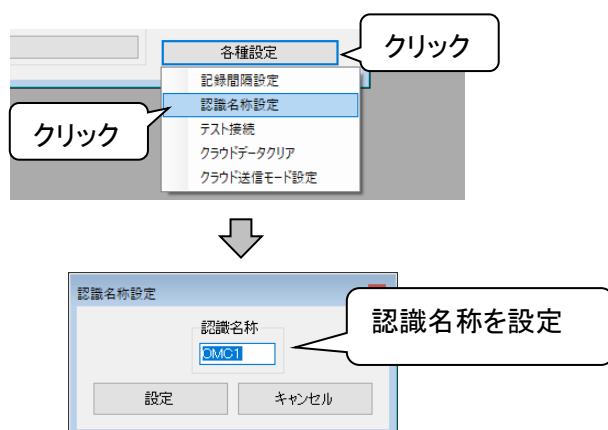 各種設定
クリック
記録間隔設定
認識名称設定
クリック
テスト接続
クラウドデータクリア
クラウド送信モード設定
認識名称設定
認識名称を設定
認識名称
OMC1
設定
キャンセル